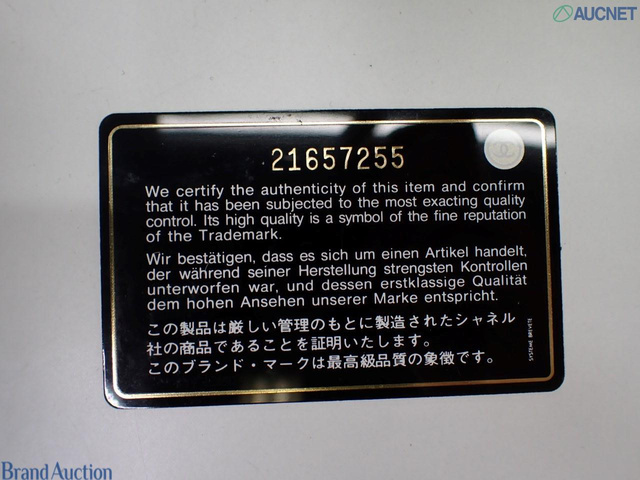 AUCNET
21657255
We certify the authenticity of this item and confirm
that it has been subjected to the most exacting quality
control. Its high quality is a symbol of the fine reputation
of the Trademark.
Wir bestätigen, dass es sich um einen Artikel handelt,
der während seiner Herstellung strengsten Kontrollen
unterworfen war, und dessen erstklassige Qualität
dem hohen Ansehen unserer Marke entspricht.
この製品は厳しい管理のもとに製造されたシャネル
社の商品であることを証明いたします。
このブランド・マークは最高級品質の象徴です。
SYSTEME BREVETE
Brand Auction